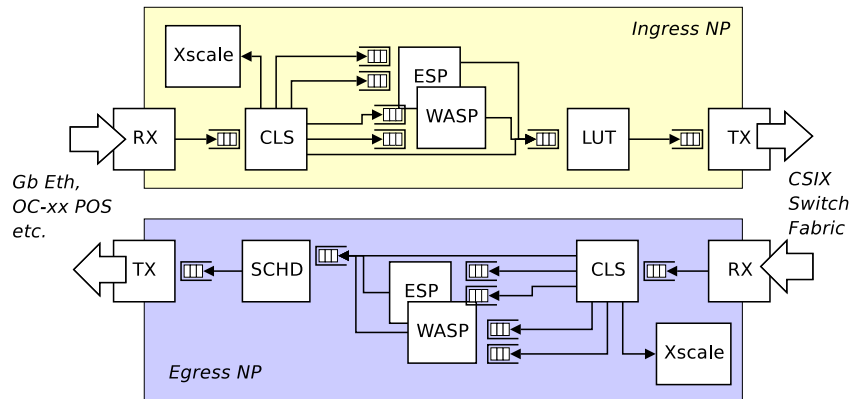 Ingress NP
Xscale
ESP
WASP
RX
CLS
LUT
TX
Gb Eth,
OC-xx POS
etc.
CSIX
Switch
Fabric
TX
SCHD
ESP
WASP
CLS
RX
Xscale
Egress NP